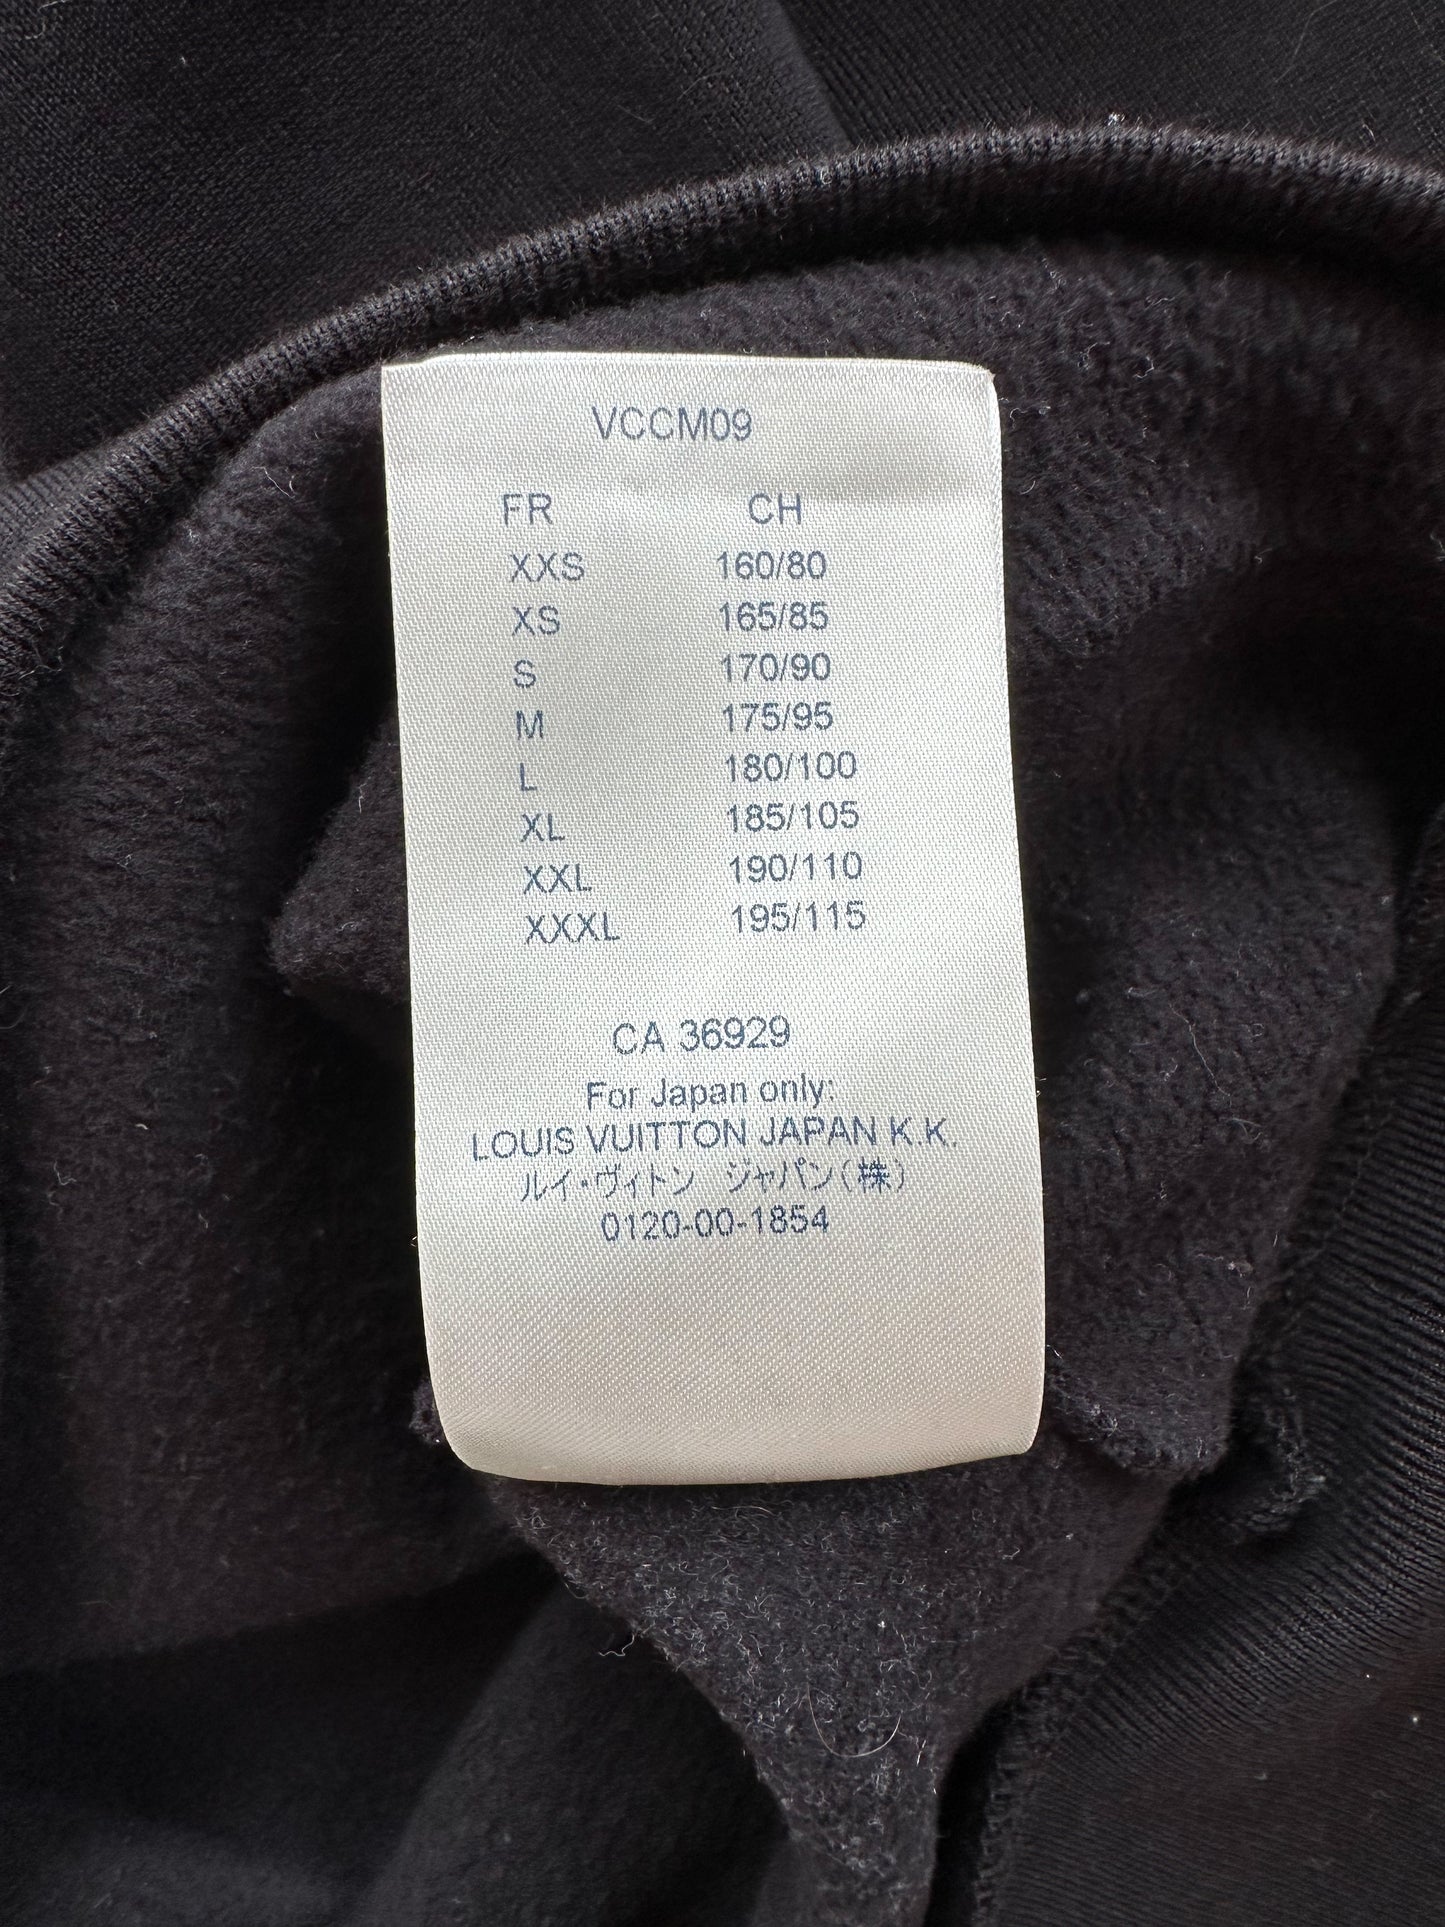 VCCM09
FR CH
XXS 160/80
XS 165/85
S 170/90
M 175/95
L 180/100
XL 185/105
XXL 190/110
XXXL 195/115
CA 36929
For Japan only:
LOUIS VUITTON JAPAN K.K.
ルイ・ヴィトン ジャパン(株)
0120-00-1854